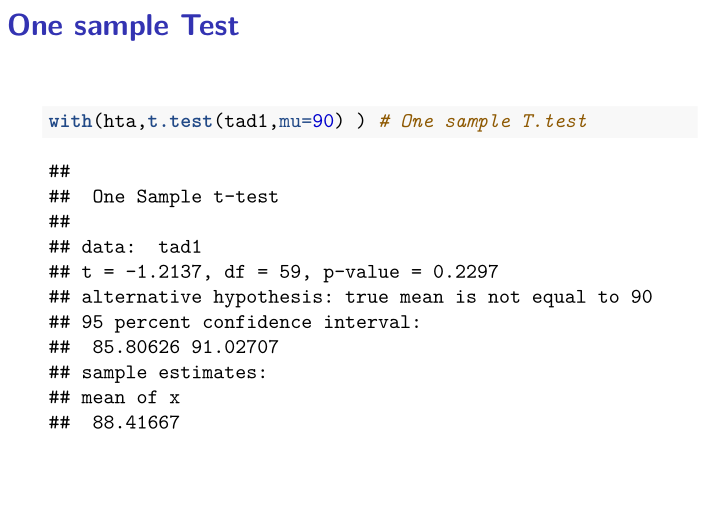 One sample Test
with(hta,t.test(tad1,mu=90) ) # One sample T.test
##
##  One Sample t-test
##
## data:  tad1
## t = -1.2137, df = 59, p-value = 0.2297
## alternative hypothesis: true mean is not equal to 90
## 95 percent confidence interval:
##  85.80626 91.02707
## sample estimates:
## mean of x
##  88.41667